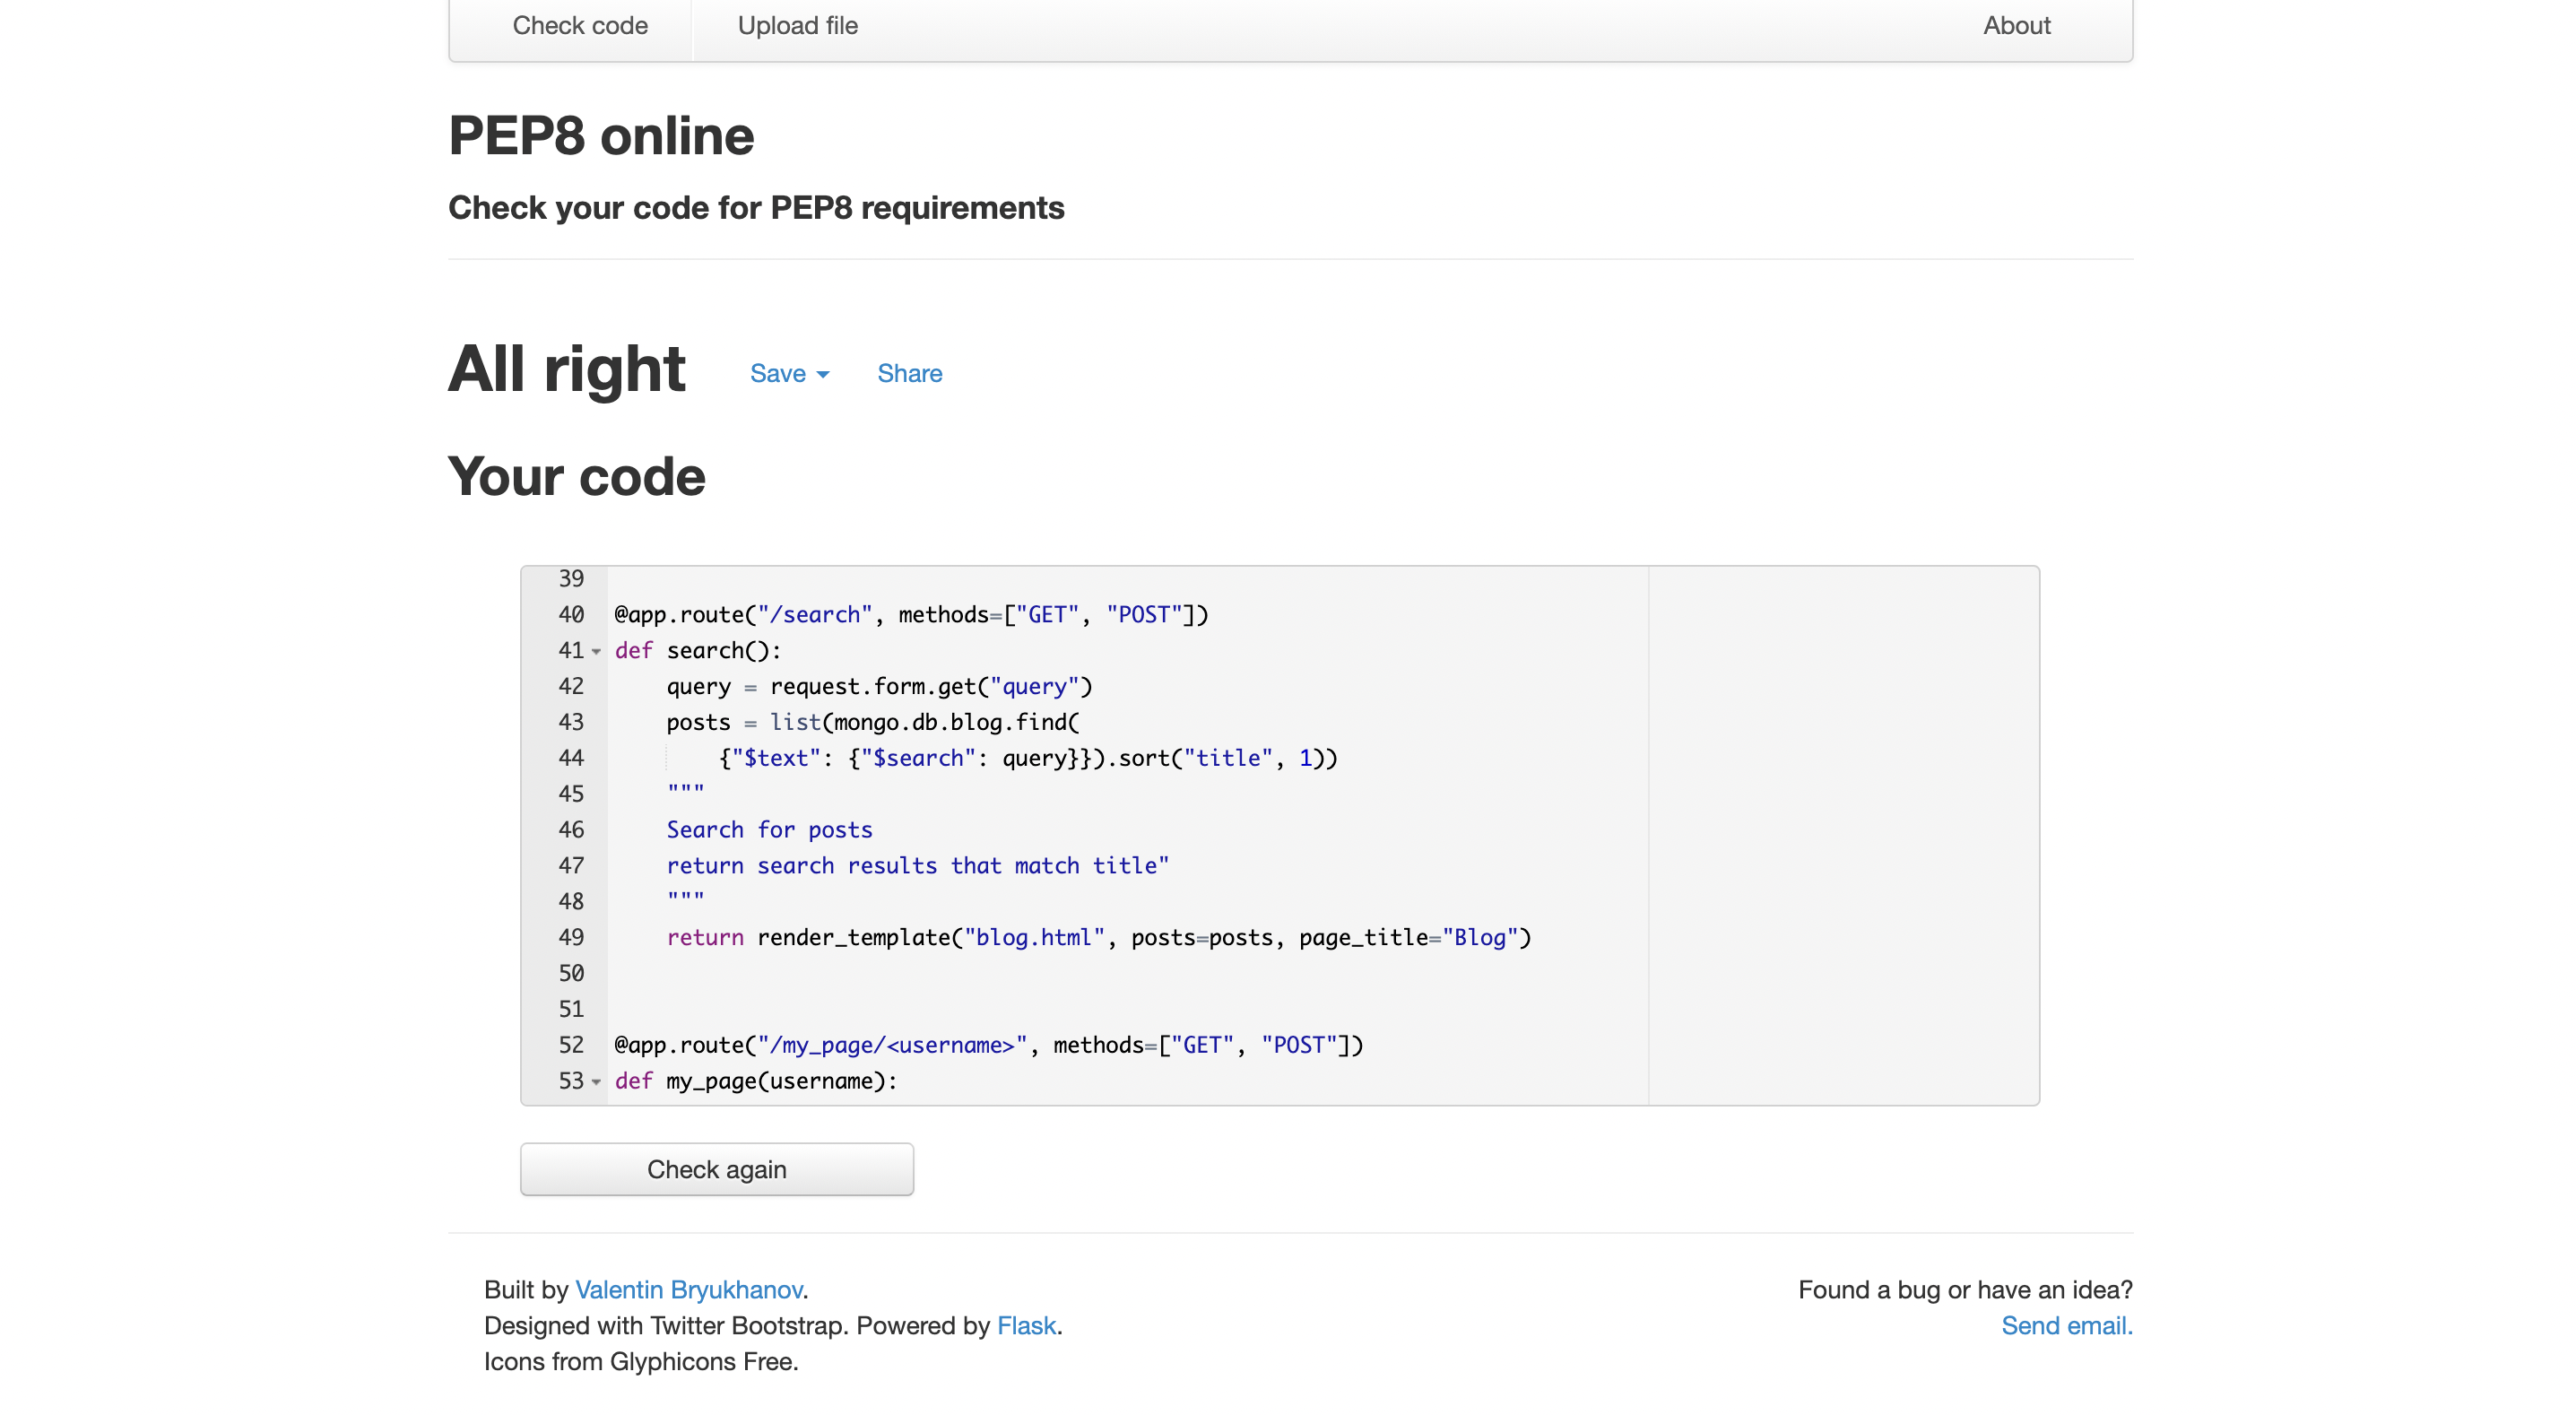 Check code Upload file About
PEP8 online
Check your code for PEP8 requirements
All right Save Share
Your code
39
40 @app.route("/search", methods=["GET", "POST"])
41 def search():
42     query = request.form.get("query")
43     posts = list(mongo.db.blog.find(
44         {"$text": {"$search": query}}).sort("title", 1))
45     """
46     Search for posts
47     return search results that match title"
48     """
49     return render_template("blog.html", posts=posts, page_title="Blog")
50
51
52 @app.route("/my_page/<username>", methods=["GET", "POST"])
53 def my_page(username):
Check again
Built by Valentin Bryukhanov. Found a bug or have an idea?
Designed with Twitter Bootstrap. Powered by Flask. Send email.
Icons from Glyphicons Free.